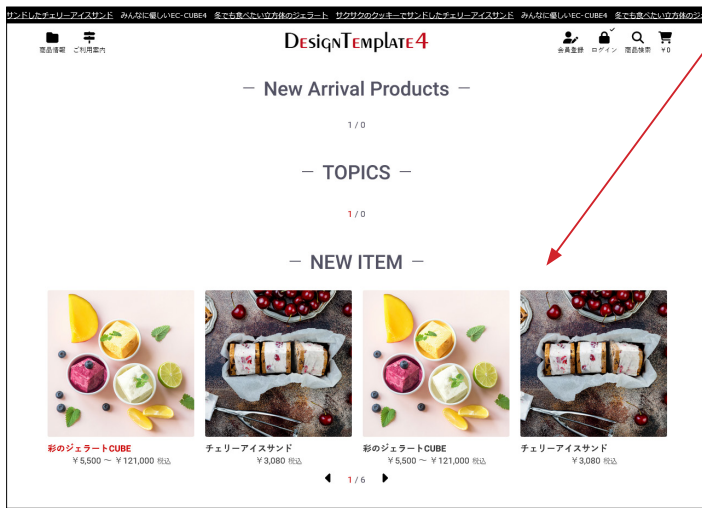 サンドしたチェリーアイスサンド みんなに優しいEC-CUBE4 冬でも食べたい立方体のジェラート サクサクのクッキーでサンドしたチェリーアイスサンド みんなに優しいEC-CUBE4 冬でも食べたい立方体のジ
商品情報 ご利用案内
DesignTemplate4
会員登録 ログイン 商品検索 ￥0
— New Arrival Products —
1 / 0
— TOPICS —
1 / 0
— NEW ITEM —
彩のジェラートCUBE チェリーアイスサンド 彩のジェラートCUBE チェリーアイスサンド
￥5,500 ～ ￥121,000 税込 ￥3,080 税込 ￥5,500 ～ ￥121,000 税込 ￥3,080 税込
1 / 6